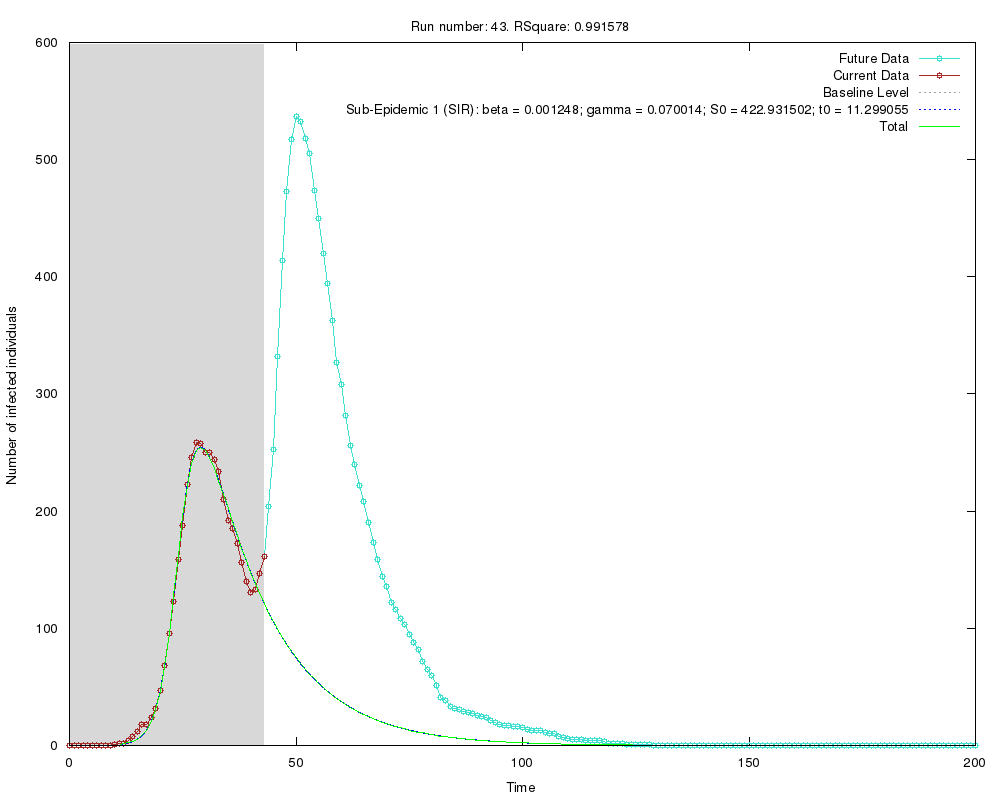 Run number: 43. RSquare: 0.991578
600
500
400
300
200
100
0
Number of infected individuals
Future Data
Current Data
Baseline Level
Sub-Epidemic 1 (SIR): beta = 0.001248; gamma = 0.070014; S0 = 422.931502; t0 = 11.299055
Total
0 50 100 150 200
Time